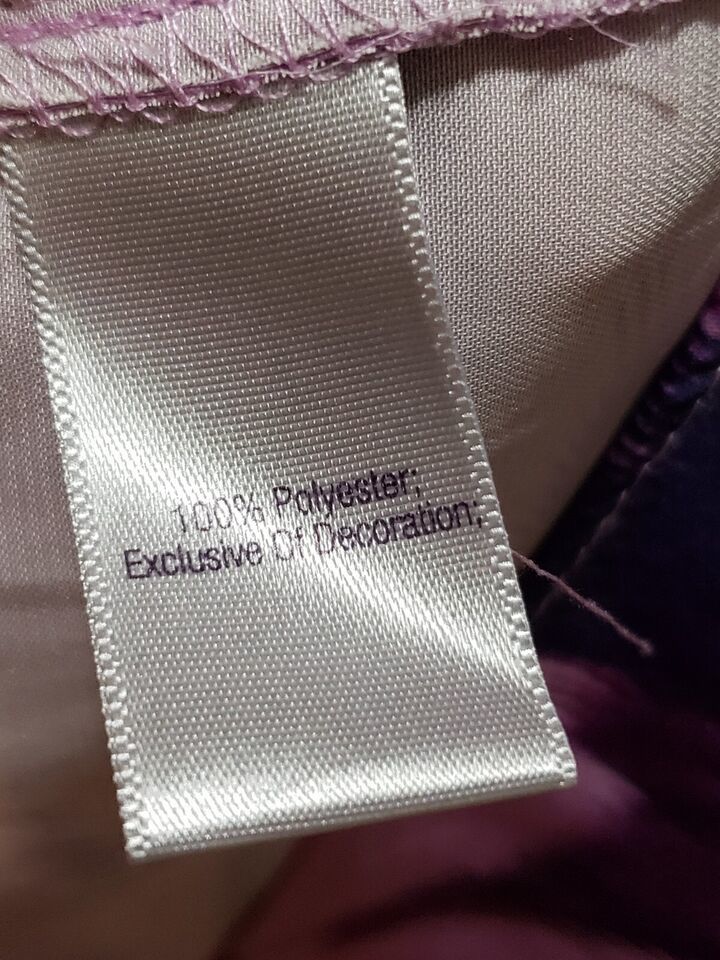 100% Polyester;
Exclusive Of Decoration;